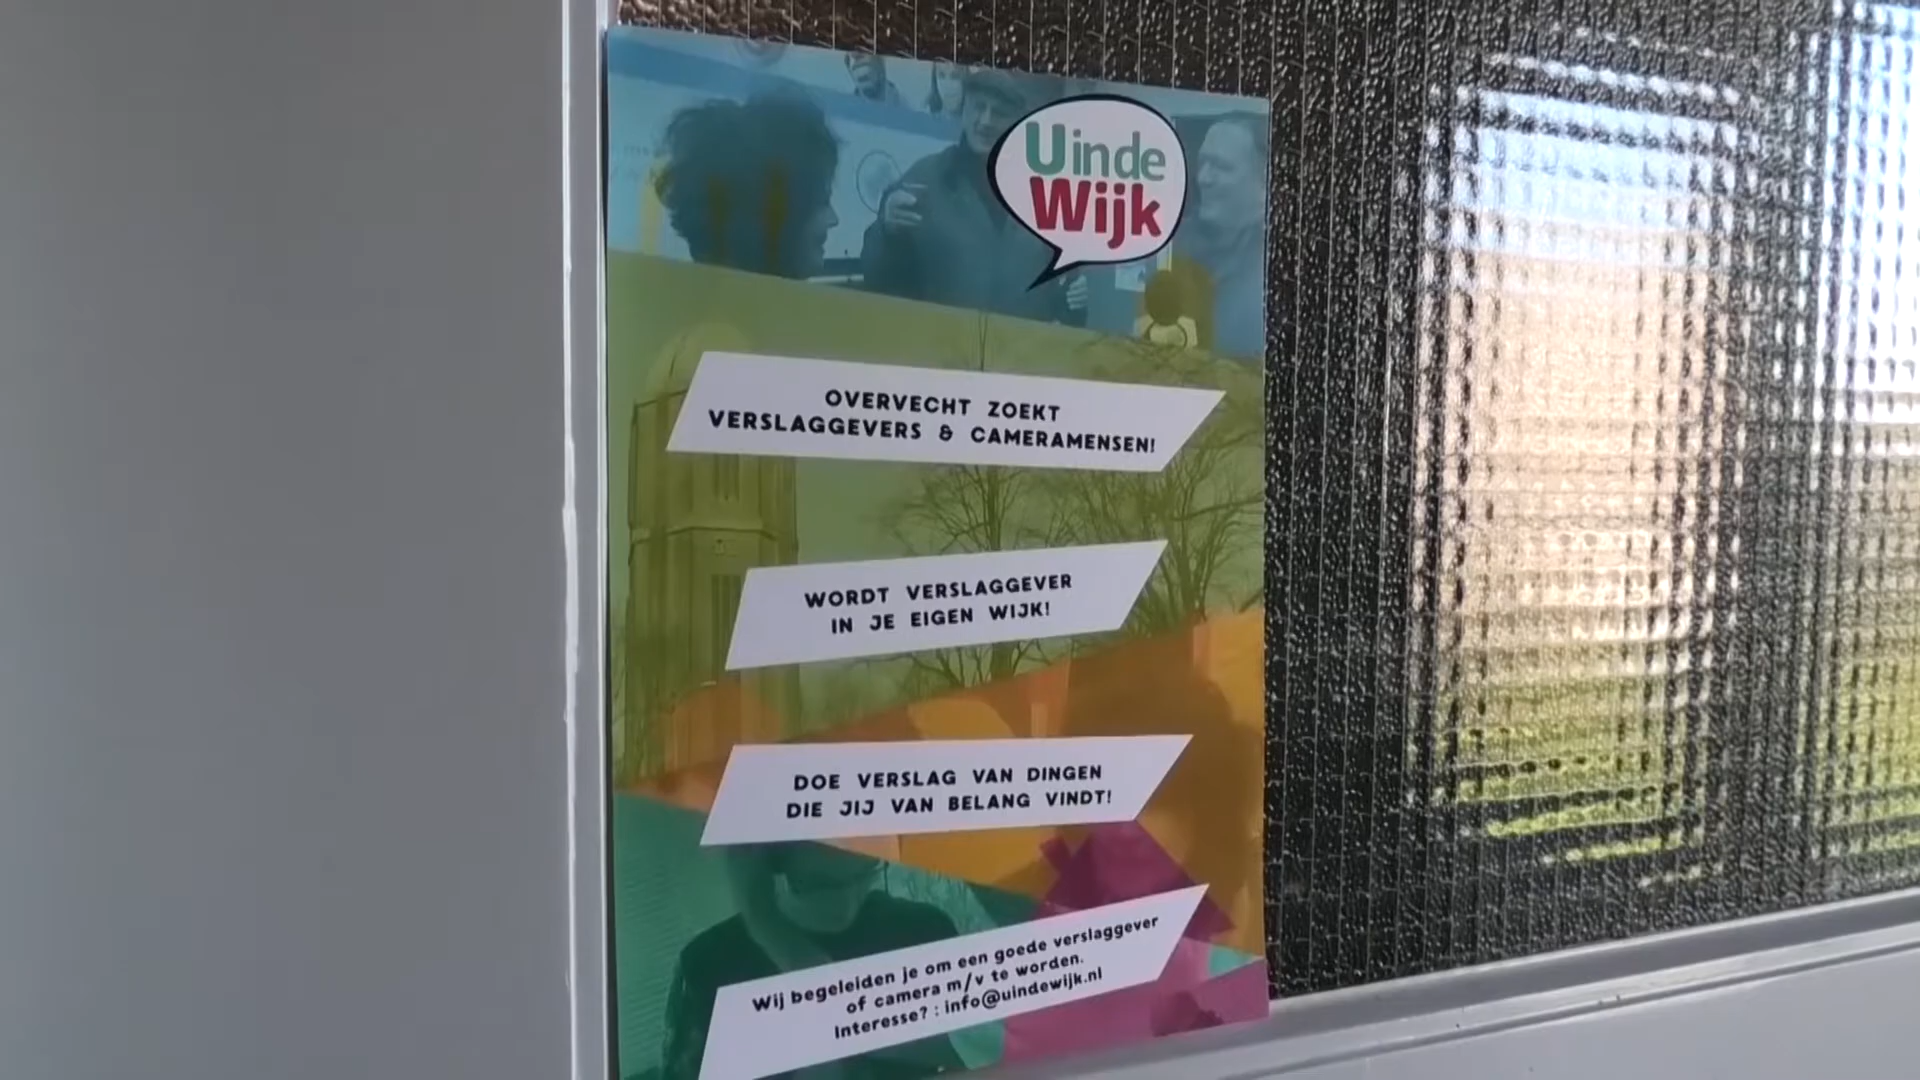 Uinde
Wijk
OVERVECHT ZOEKT
VERSLAGGEVERS & CAMERAMENSEN!
WORDT VERSLAGGEVER
IN JE EIGEN WIJK!
DOE VERSLAG VAN DINGEN
DIE JIJ VAN BELANG VINDT!
Wij begeleiden je om een goede verslaggever
of camera m/v te worden.
Interesse? : info@uindewijk.nl